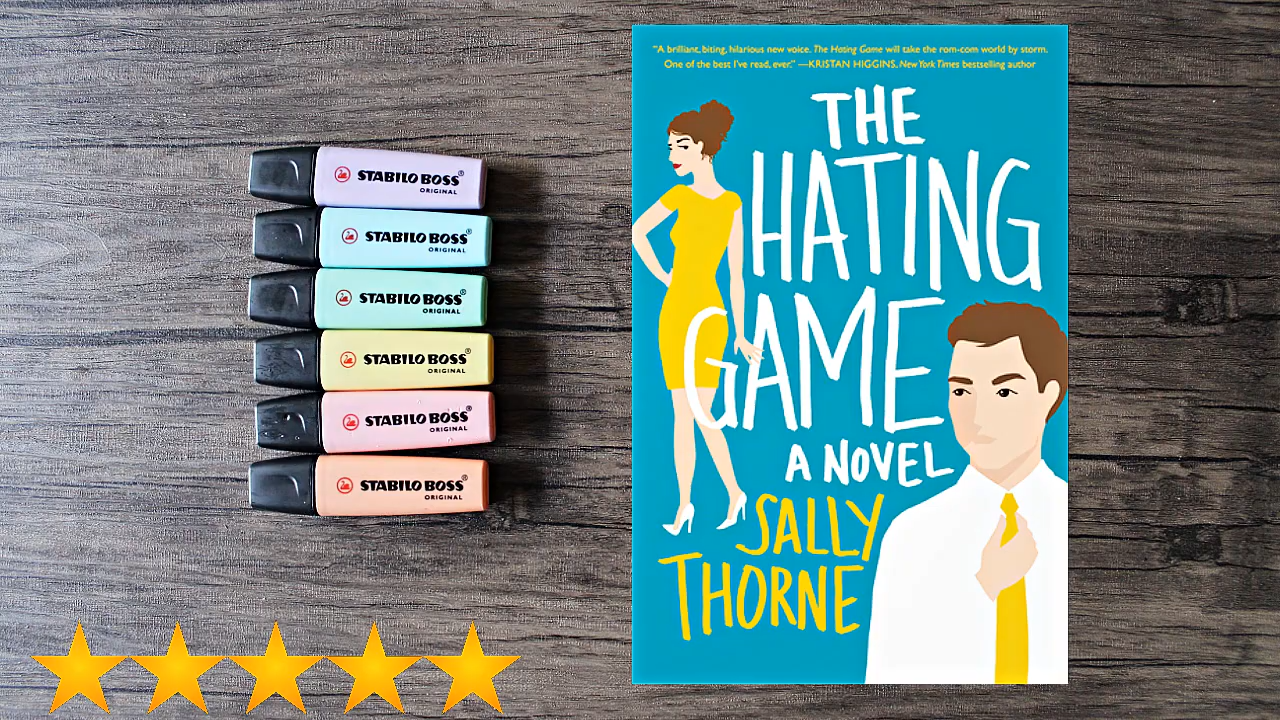 STABILO BOSS®
ORIGINAL
STABILO BOSS®
ORIGINAL
STABILO BOSS®
ORIGINAL
STABILO BOSS®
ORIGINAL
STABILO BOSS®
ORIGINAL
STABILO BOSS®
ORIGINAL
"A brilliant, biting, hilarious new voice. The Hating Game will take the rom-com world by storm.
One of the best I've read, ever." —KRISTAN HIGGINS, New York Times bestselling author
THE
HATING
GAME
A NOVEL
SALLY
THORNE